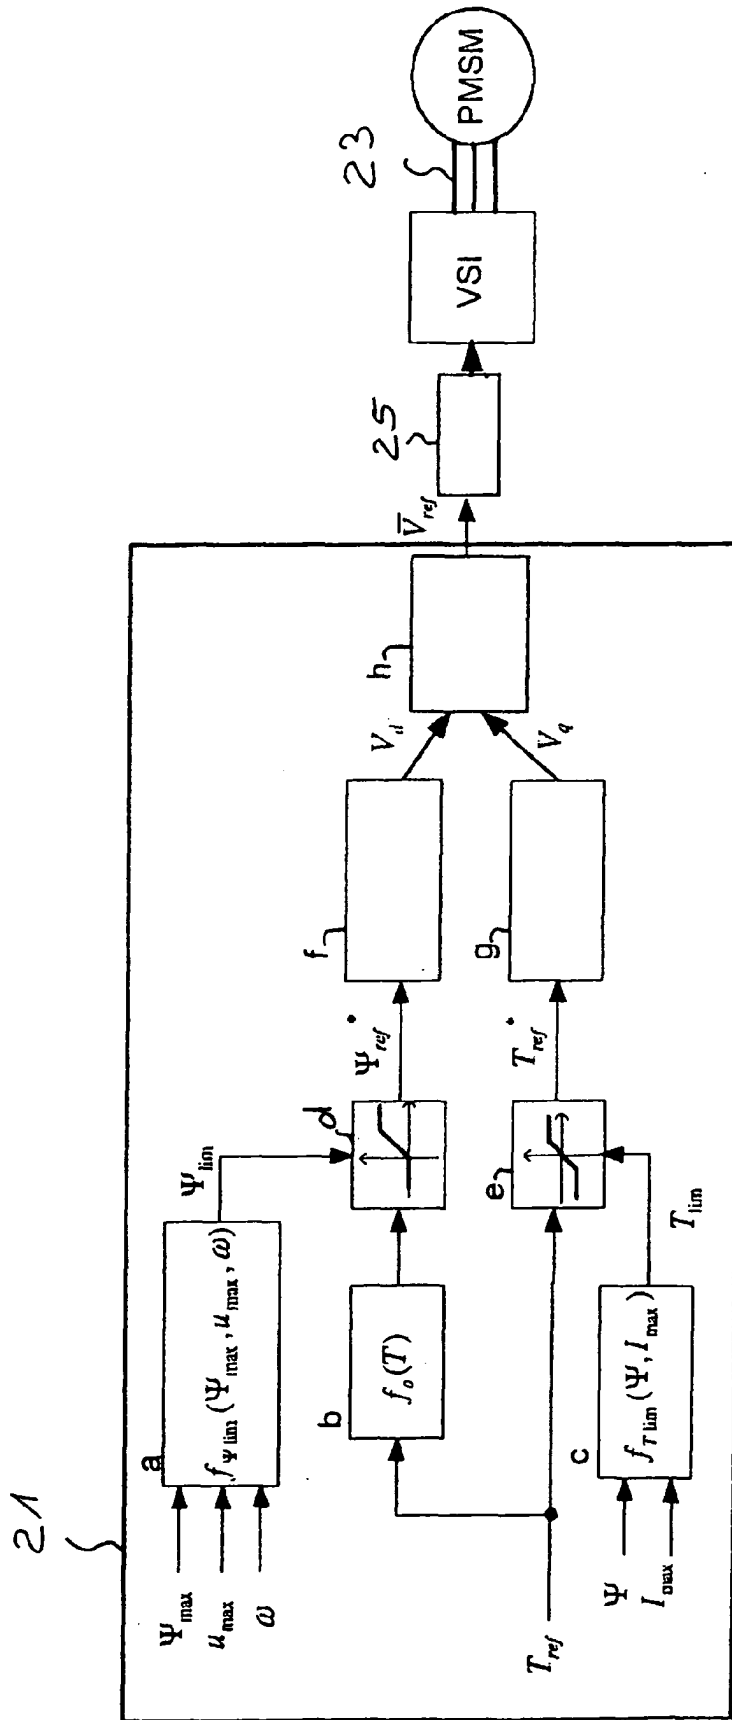 21
a
Ψmax
umax
ω
fΨlim(Ψmax, umax, ω)
Ψlim
b
fo(T)
d
Ψref*
f
Vd
h
V̅ref
25
VSI
23
PMSM
Tref
e
Tref*
g
Vq
c
Ψ
Imax
fTlim(Ψ, Imax)
Tlim